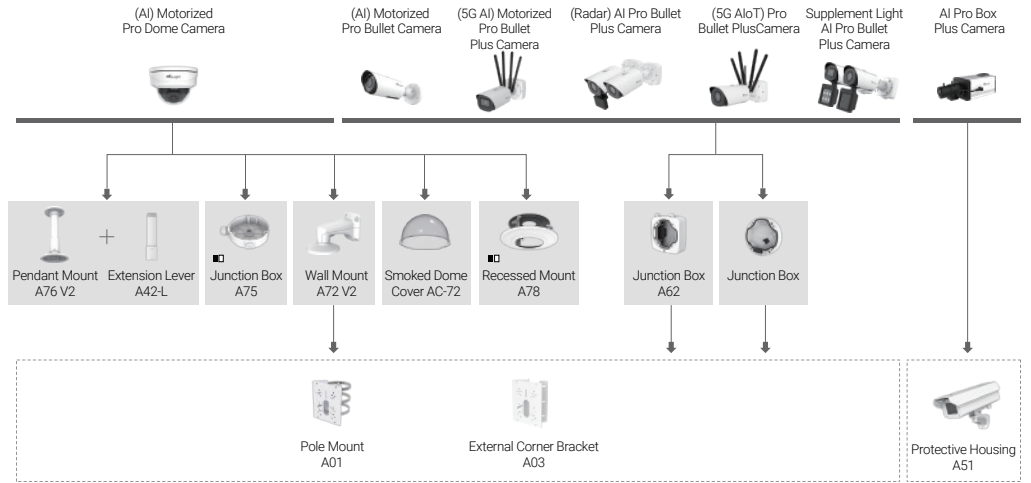 (AI) Motorized
Pro Dome Camera
(AI) Motorized
Pro Bullet Camera
(5G AI) Motorized
Pro Bullet
Plus Camera
(Radar) AI Pro Bullet
Plus Camera
(5G AIoT) Pro
Bullet PlusCamera
Supplement Light
AI Pro Bullet
Plus Camera
AI Pro Box
Plus Camera
Pendant Mount
A76 V2
+
Extension Lever
A42-L
Junction Box
A75
Wall Mount
A72 V2
Smoked Dome
Cover AC-72
Recessed Mount
A78
Junction Box
A62
Junction Box
Pole Mount
A01
External Corner Bracket
A03
Protective Housing
A51